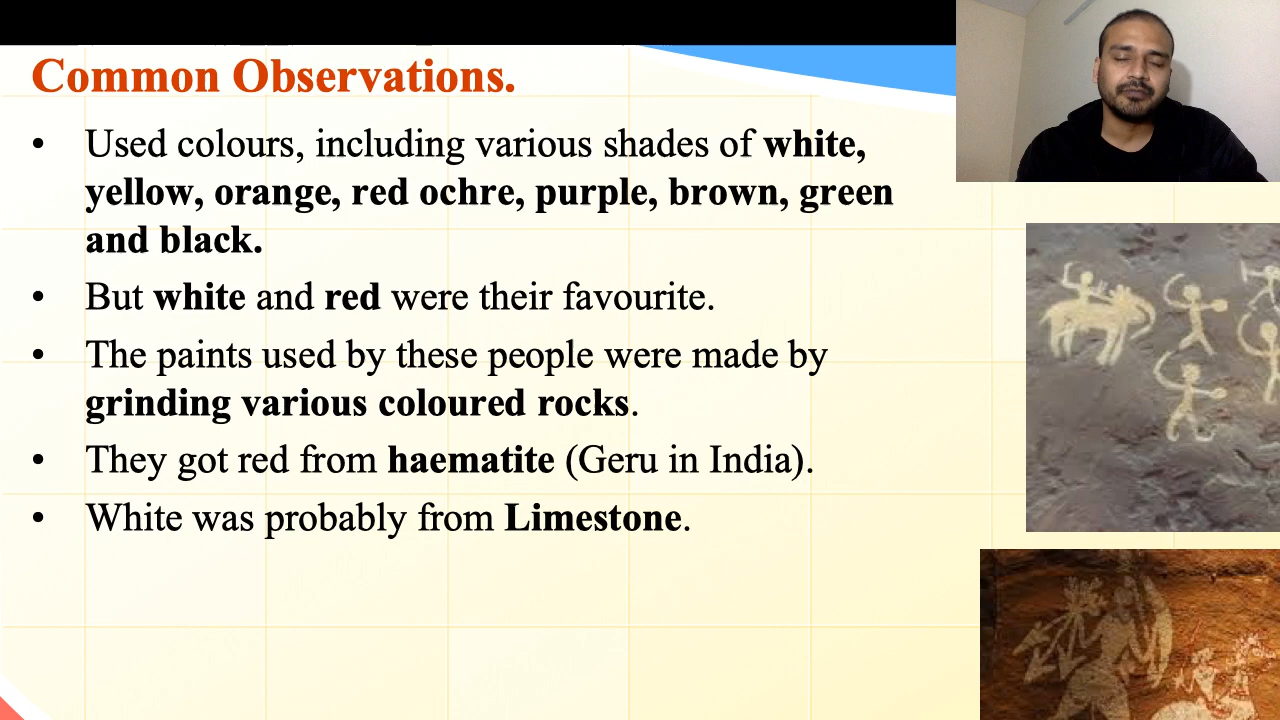 Common Observations.
• Used colours, including various shades of white,
yellow, orange, red ochre, purple, brown, green
and black.
• But white and red were their favourite.
• The paints used by these people were made by
grinding various coloured rocks.
• They got red from haematite (Geru in India).
• White was probably from Limestone.